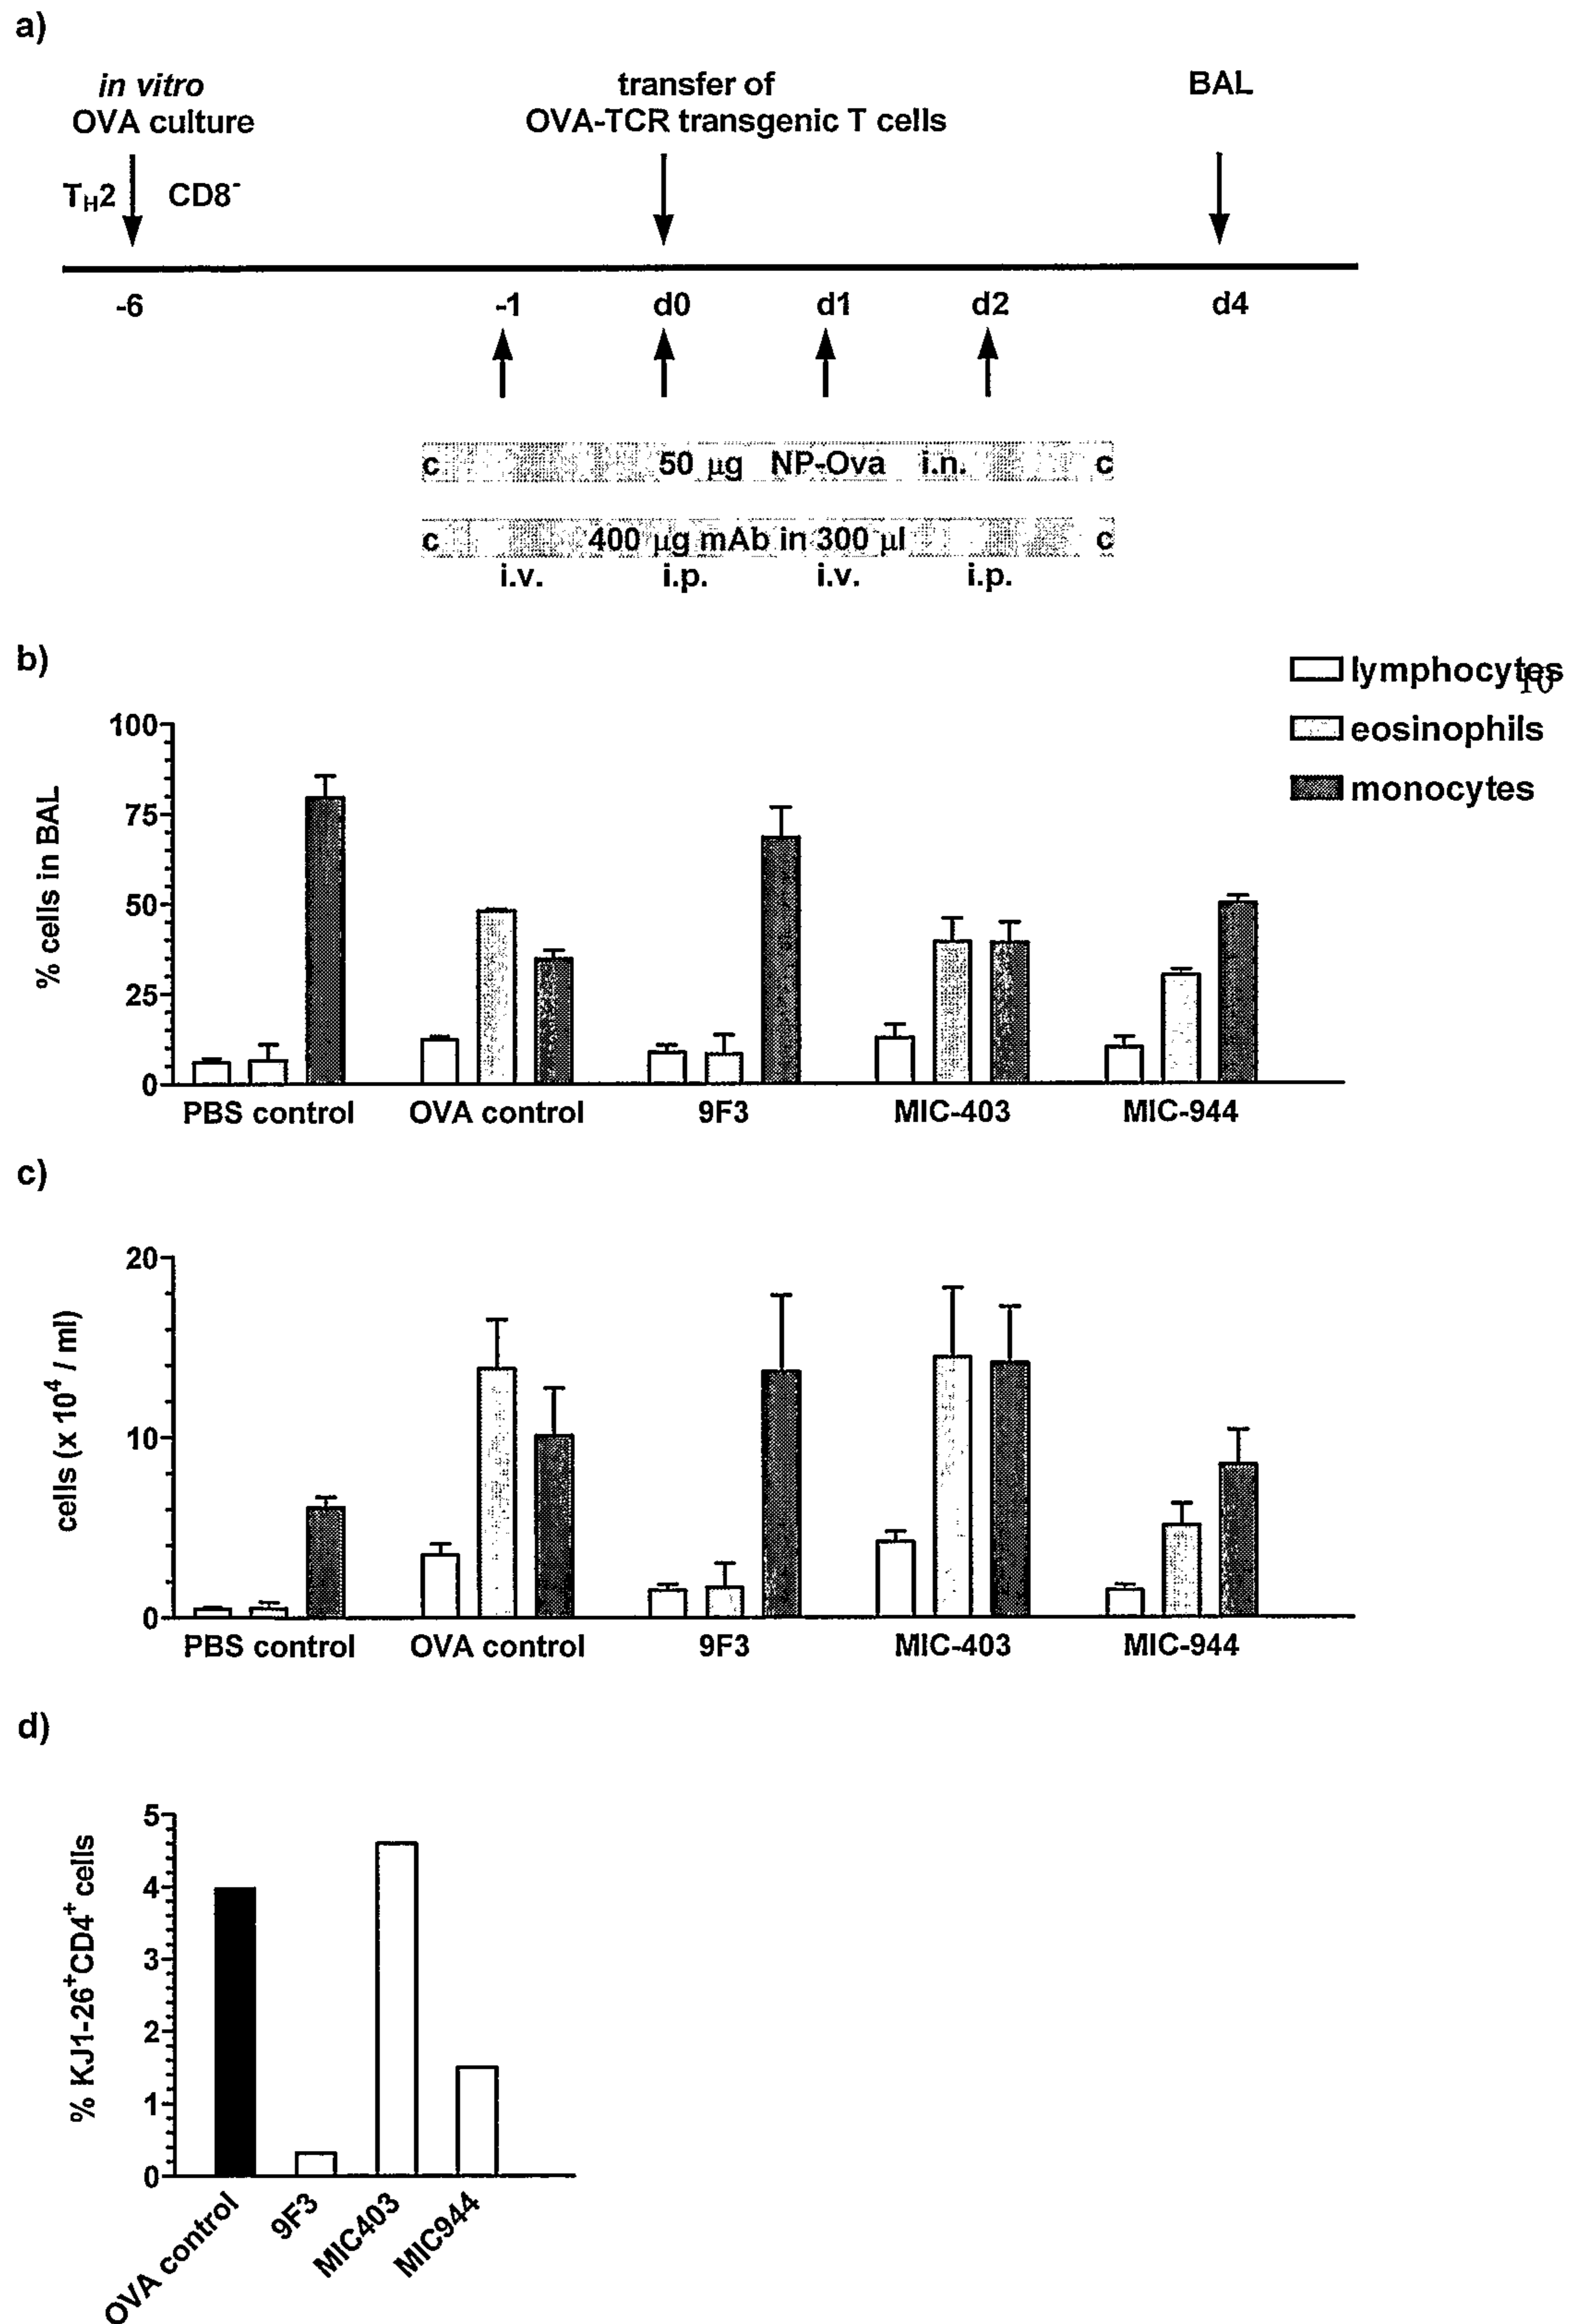 a)
in vitro
OVA culture
transfer of
OVA-TCR transgenic T cells
BAL
TH2 CD8-
-6 -1 d0 d1 d2 d4
c 50 µg NP-Ova i.n. c
c 400 µg mAb in 300 µl c
i.v. i.p. i.v. i.p.
b)
lymphocytes
10
eosinophils
monocytes
% cells in BAL
100
75
50
25
0
PBS control OVA control 9F3 MIC-403 MIC-944
c)
cells (x 10⁴ / ml)
20
10
0
PBS control OVA control 9F3 MIC-403 MIC-944
d)
% KJ1-26⁺CD4⁺ cells
5
4
3
2
1
0
OVA control
9F3
MIC403
MIC944